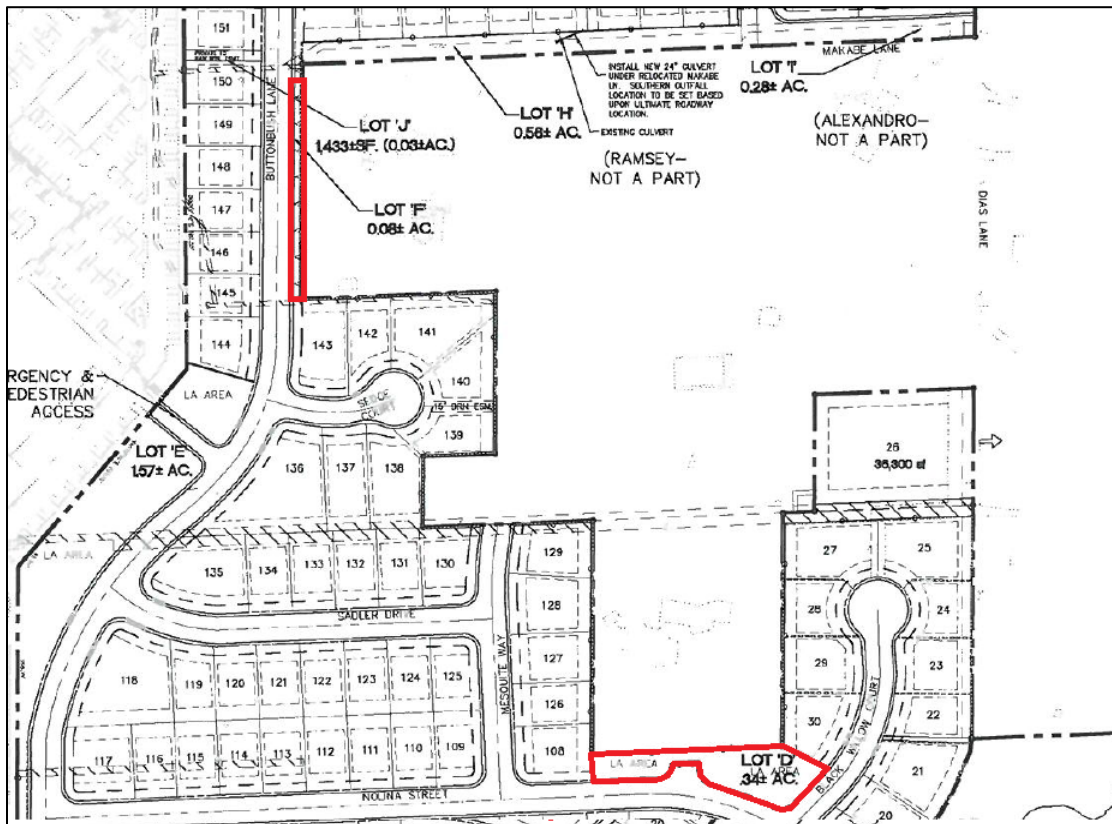 151
150
149
148
147
146
145
144
BUTTONBUSH LANE
LOT 'J'
1,433±SF. (0.03±AC.)
LOT 'F'
0.08± AC.
LOT 'H'
0.56± AC.
INSTALL NEW 24" CULVERT
UNDER RELOCATED MAKABE
LN. SOUTHERN OUTFALL
LOCATION TO BE SET BASED
UPON ULTIMATE ROADWAY
LOCATION.
EXISTING CULVERT
(RAMSEY-
NOT A PART)
MAKABE LANE
LOT 'I'
0.28± AC.
(ALEXANDRO-
NOT A PART)
DIAS LANE
RGENCY &
EDESTRIAN
ACCESS
LA AREA
LOT 'E'
1.57± AC.
LA AREA
143
142
141
140
139
15' DRN ESM
SEDGE
COURT
136
137
138
26
36,300 sf
135
134
133
132
131
130
SADLER DRIVE
129
128
127
126
108
MESQUITE WAY
118
119
120
121
122
123
124
125
117
116
115
114
113
112
111
110
109
NOLINA STREET
27
25
28
24
29
23
30
22
21
20
BLACK WILLOW COURT
LA AREA
LOT 'D'
.34± AC.
LA AREA